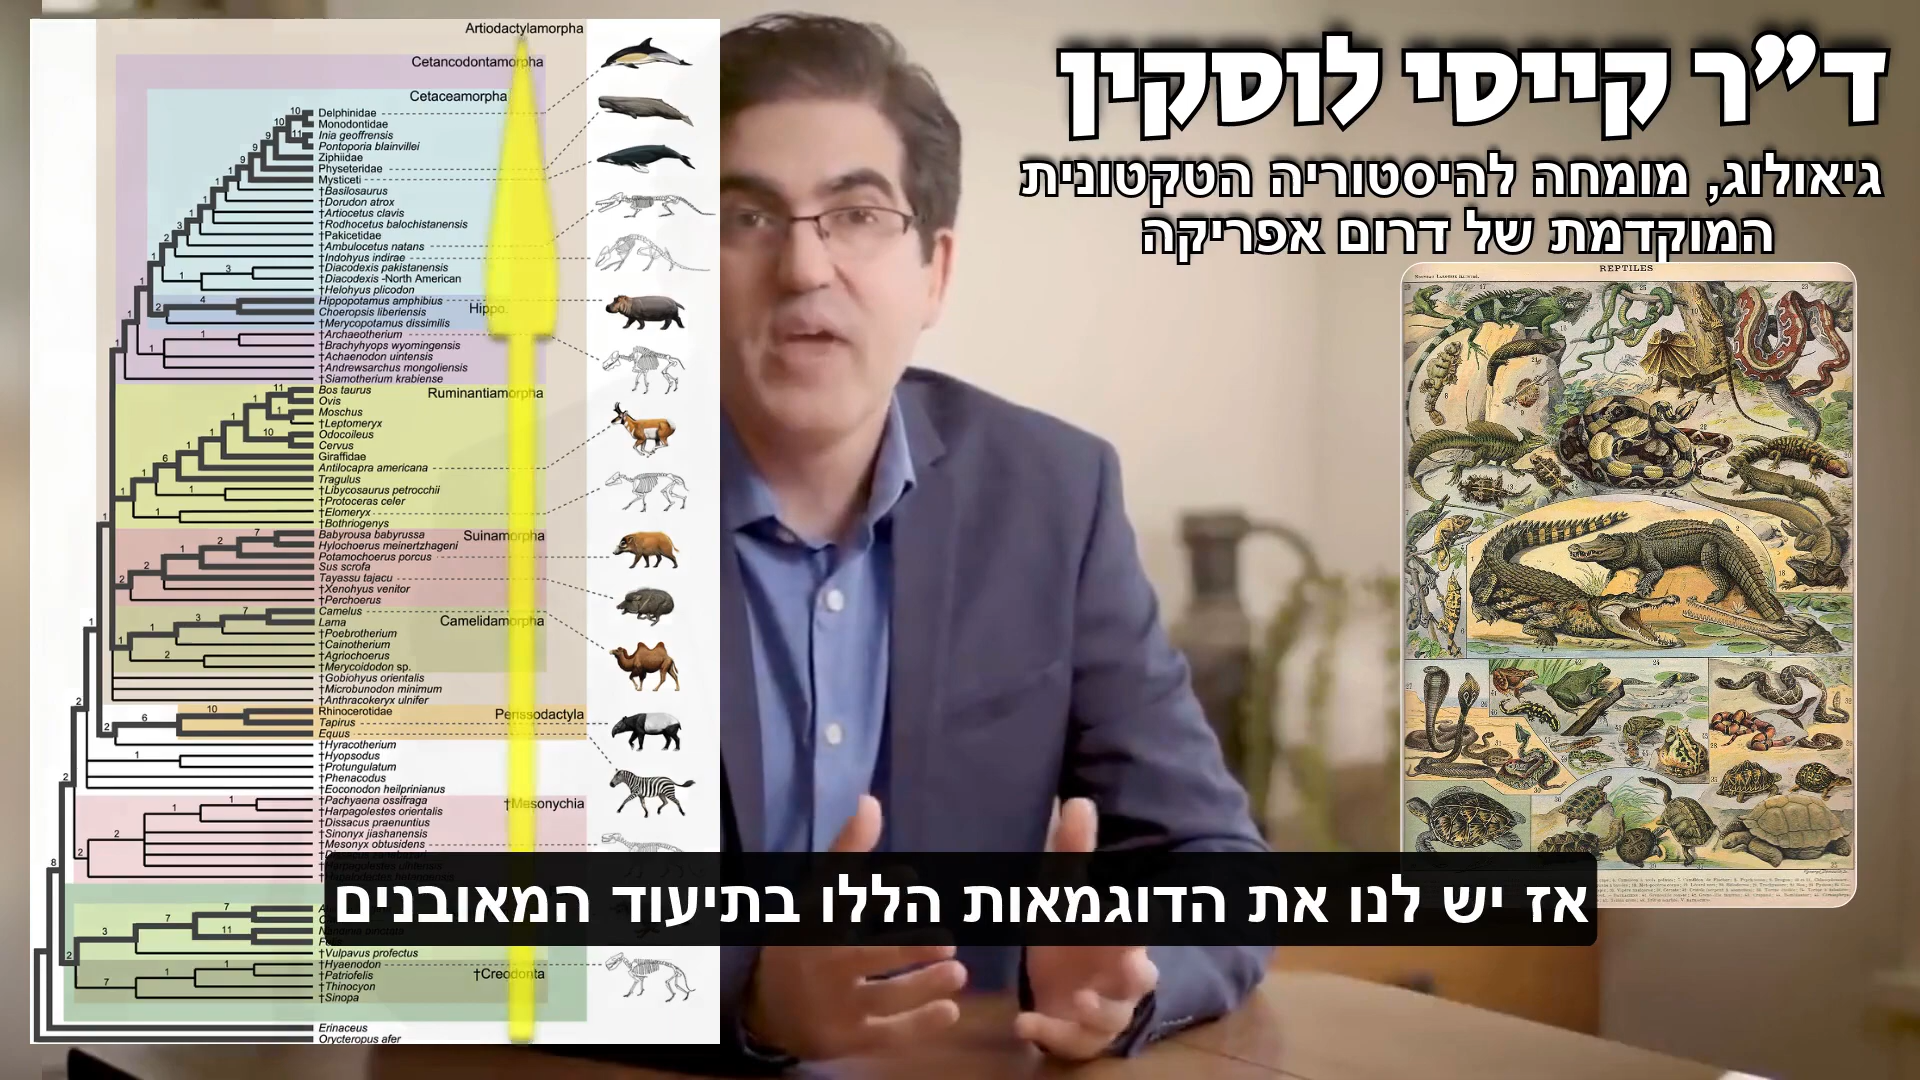 ד״ר קייסי לוסקין
גיאולוג, מומחה להיסטוריה הטקטונית
המוקדמת של דרום אפריקה
REPTILES
Artiodactylamorpha
Cetancodontamorpha
Cetaceamorpha
Delphinidae
Monodontidae
Inia geoffrensis
Pontoporia blainvillei
Ziphiidae
Physeteridae
Mysticeti
†Basilosaurus
†Dorudon atrox
†Artiocetus clavis
†Rodhocetus balochistanensis
†Pakicetidae
†Ambulocetus natans
†Indohyus indirae
†Diacodexis pakistanensis
†Diacodexis -North American
†Helohyus plicodon
Hippopotamus amphibius
Choeropsis liberiensis
Hippo.
†Merycopotamus dissimilis
†Archaeotherium
†Brachyhyops wyomingensis
†Achaenodon uintensis
†Andrewsarchus mongoliensis
†Siamotherium krabiense
Bos taurus
Ruminantiamorpha
Ovis
Moschus
†Leptomeryx
Odocoileus
Cervus
Giraffidae
Antilocapra americana
Tragulus
†Libycosaurus petrocchii
†Protoceras celer
†Elomeryx
†Bothriogenys
Babyrousa babyrussa
Suinamorpha
Hylochoerus meinertzhageni
Potamochoerus porcus
Sus scrofa
Tayassu tajacu
†Xenohyus venitor
†Perchoerus
Camelus
Lama
Camelidamorpha
†Poebrotherium
†Cainotherium
†Agriochoerus
†Merycoidodon sp.
†Gobiohyus orientalis
†Microbunodon minimum
†Anthracokeryx ulnifer
Rhinocerotidae
Perissodactyla
Tapirus
Equus
†Hyracotherium
†Hyopsodus
†Protungulatum
†Phenacodus
†Eoconodon heilprinianus
†Pachyaena ossifraga
†Mesonychia
†Harpagolestes orientalis
†Dissacus praenuntius
†Sinonyx jiashanensis
†Mesonyx obtusidens
אז יש לנו את הדוגמאות הללו בתיעוד המאובנים
†Vulpavus profectus
†Hyaenodon
†Creodonta
†Patriofelis
†Thinocyon
†Sinopa
Erinaceus
Orycteropus afer